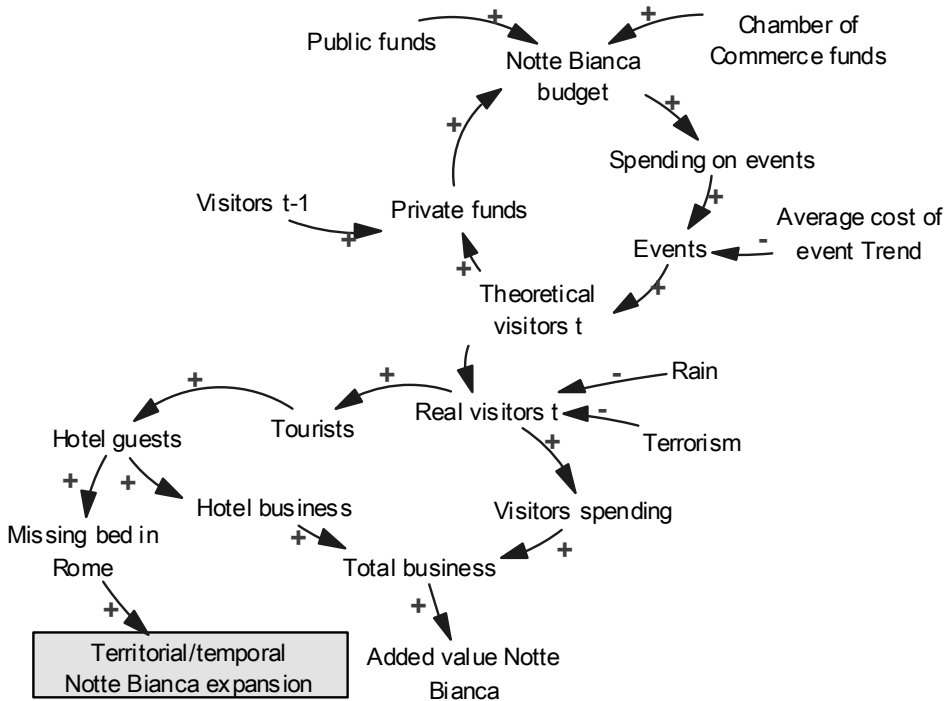 Public funds
Chamber of
Commerce funds
Notte Bianca
budget
Spending on events
Visitors t-1
Private funds
Average cost of
event Trend
Events
Theoretical
visitors t
Rain
Real visitors t
Terrorism
Tourists
Hotel guests
Hotel business
Visitors spending
Missing bed in
Rome
Total business
Territorial/temporal
Notte Bianca expansion
Added value Notte
Bianca
+
+
+
+
+
+
-
+
+
+
+
-
-
+
+
+
+
+
+
+